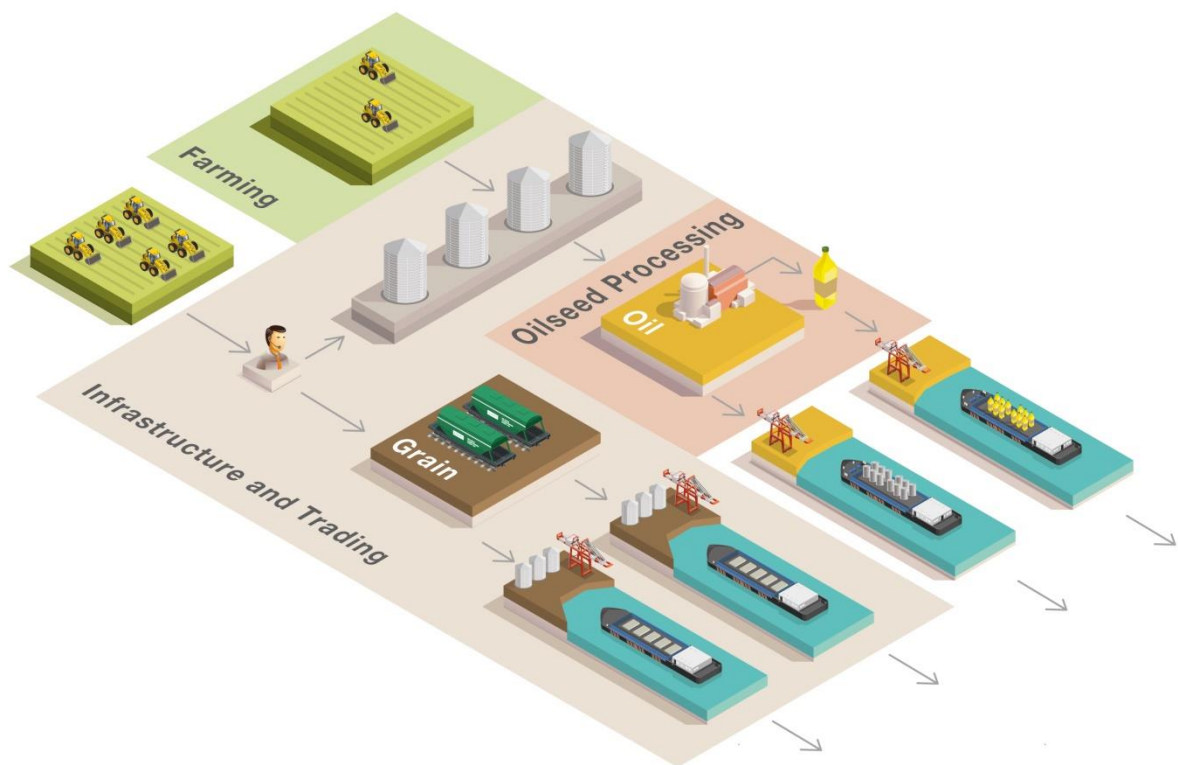 Farming
Oilseed Processing
Oil
Infrastructure and Trading
Grain